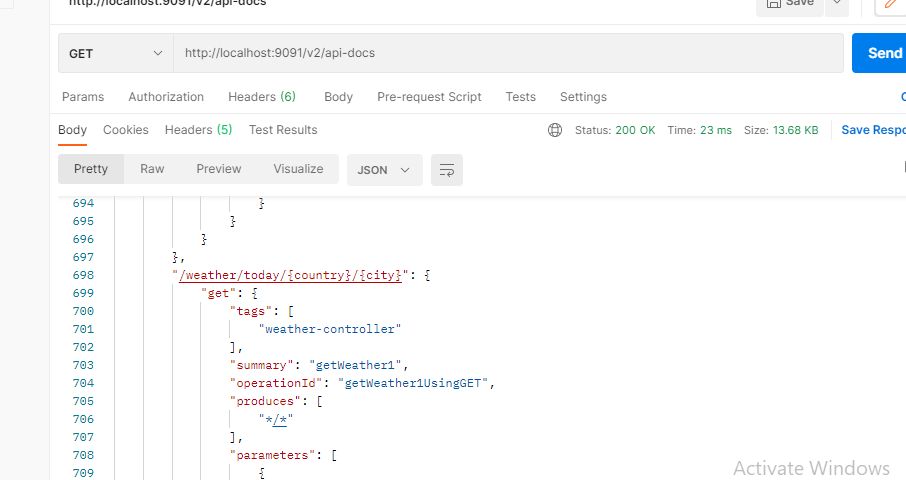 http://localhost:9091/v2/api-docs
Save
GET
http://localhost:9091/v2/api-docs
Send
Params Authorization Headers (6) Body Pre-request Script Tests Settings
Body Cookies Headers (5) Test Results Status: 200 OK Time: 23 ms Size: 13.68 KB Save Respo
Pretty Raw Preview Visualize JSON
694 }
695 }
696 }
697 },
698 "/weather/today/{country}/{city}": {
699 "get": {
700 "tags": [
701 "weather-controller"
702 ],
703 "summary": "getWeather1",
704 "operationId": "getWeather1UsingGET",
705 "produces": [
706 "*/*"
707 ],
708 "parameters": [
709 {
Activate Windows